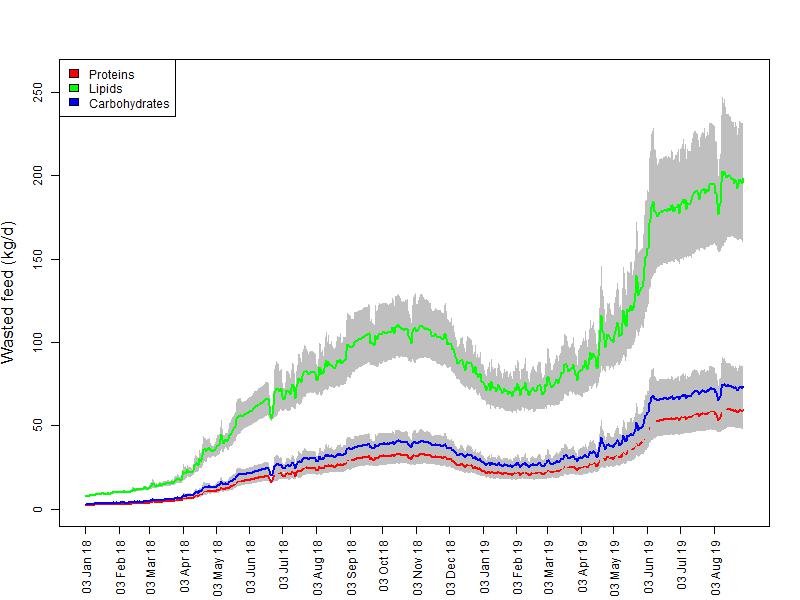 Proteins
Lipids
Carbohydrates
Wasted feed (kg/d)
250
200
150
100
50
0
03 Jan 18
03 Feb 18
03 Mar 18
03 Apr 18
03 May 18
03 Jun 18
03 Jul 18
03 Aug 18
03 Sep 18
03 Oct 18
03 Nov 18
03 Dec 18
03 Jan 19
03 Feb 19
03 Mar 19
03 Apr 19
03 May 19
03 Jun 19
03 Jul 19
03 Aug 19